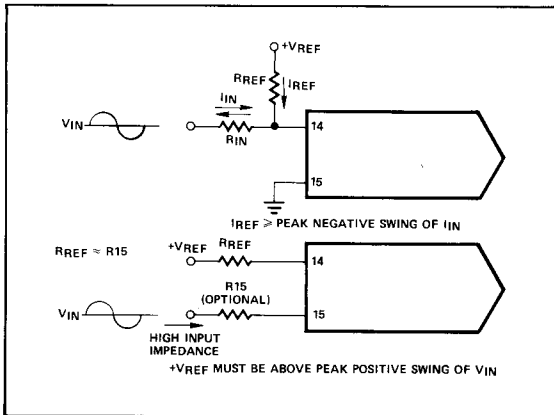 +VREF
RREF
IREF
IIN
VIN
RIN
14
15
IREF ⩾ PEAK NEGATIVE SWING OF IIN
RREF ≈ R15
+VREF
RREF
14
R15
(OPTIONAL)
VIN
15
HIGH INPUT
IMPEDANCE
+VREF MUST BE ABOVE PEAK POSITIVE SWING OF VIN